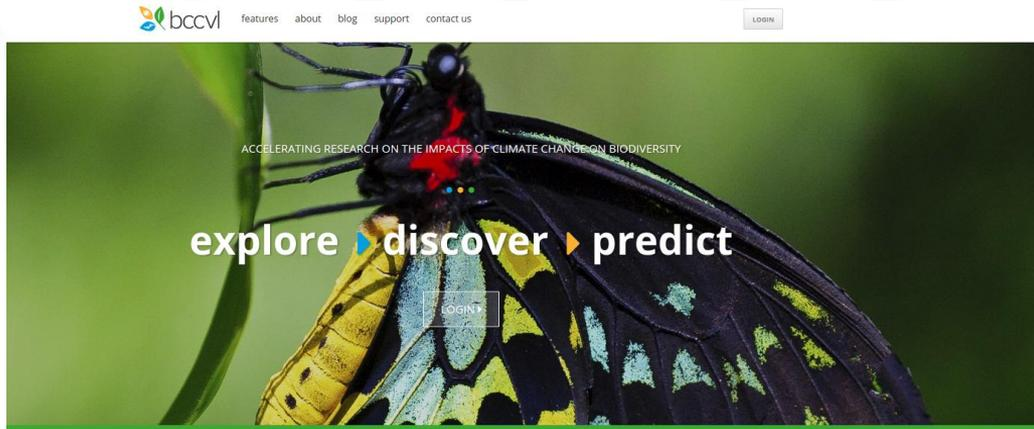 bccvl features about blog support contact us LOGIN
ACCELERATING RESEARCH ON THE IMPACTS OF CLIMATE CHANGE ON BIODIVERSITY
explore discover predict
LOGIN